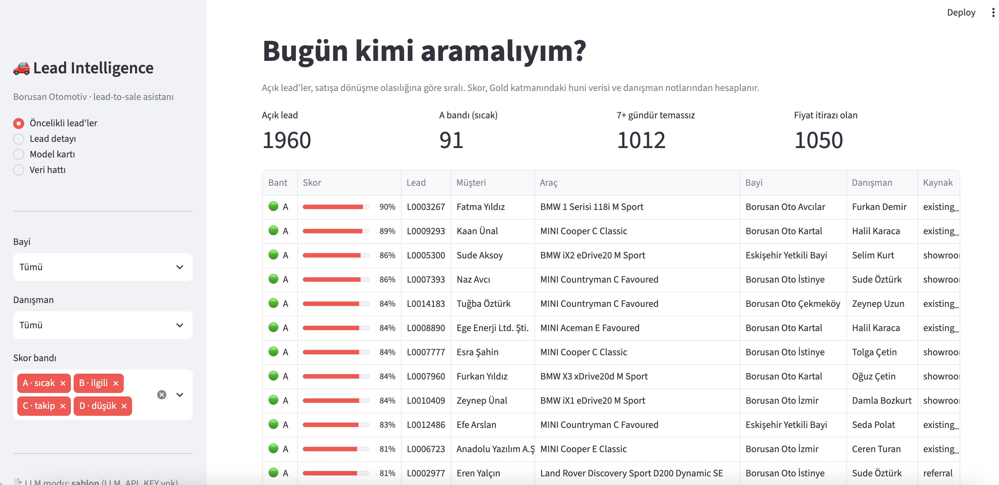 Deploy
🚗 Lead Intelligence
Borusan Otomotiv · lead-to-sale asistanı
Öncelikli lead'ler
Lead detayı
Model kartı
Veri hattı
Bayi
Tümü
Danışman
Tümü
Skor bandı
A · sıcak × B · ilgili ×
C · takip × D · düşük ×
LLM modu: şablon (LLM_API_KEY yok)
Bugün kimi aramalıyım?
Açık lead'ler, satışa dönüşme olasılığına göre sıralı. Skor, Gold katmanındaki huni verisi ve danışman notlarından hesaplanır.
Açık lead A bandı (sıcak) 7+ gündür temassız Fiyat itirazı olan
1960 91 1012 1050
Bant Skor Lead Müşteri Araç Bayi Danışman Kaynak
A 90% L0003267 Fatma Yıldız BMW 1 Serisi 118i M Sport Borusan Oto Avcılar Furkan Demir existing_
A 89% L0009293 Kaan Ünal MINI Cooper C Classic Borusan Oto Kartal Halil Karaca existing_
A 86% L0005300 Sude Aksoy BMW iX2 eDrive20 M Sport Eskişehir Yetkili Bayi Selim Kurt showroo
A 86% L0007393 Naz Avcı MINI Countryman C Favoured Borusan Oto İstinye Sude Öztürk showroo
A 84% L0014183 Tuğba Öztürk MINI Countryman C Favoured Borusan Oto Çekmeköy Zeynep Uzun existing_
A 84% L0008890 Ege Enerji Ltd. Şti. MINI Aceman E Favoured Borusan Oto Kartal Halil Karaca existing_
A 84% L0007777 Esra Şahin MINI Cooper C Classic Borusan Oto İstinye Tolga Çetin showroo
A 84% L0007960 Furkan Yıldız BMW X3 xDrive20d M Sport Borusan Oto Kartal Oğuz Çetin showroo
A 84% L0010409 Zeynep Ünal BMW iX1 eDrive20 M Sport Borusan Oto İzmir Damla Bozkurt showroo
A 83% L0012486 Efe Arslan MINI Countryman C Favoured Eskişehir Yetkili Bayi Seda Polat existing_
A 81% L0006723 Anadolu Yazılım A.Ş MINI Cooper E Classic Borusan Oto İzmir Ceren Turan existing_
A 81% L0002977 Eren Yalçın Land Rover Discovery Sport D200 Dynamic SE Borusan Oto İstinye Sude Öztürk referral